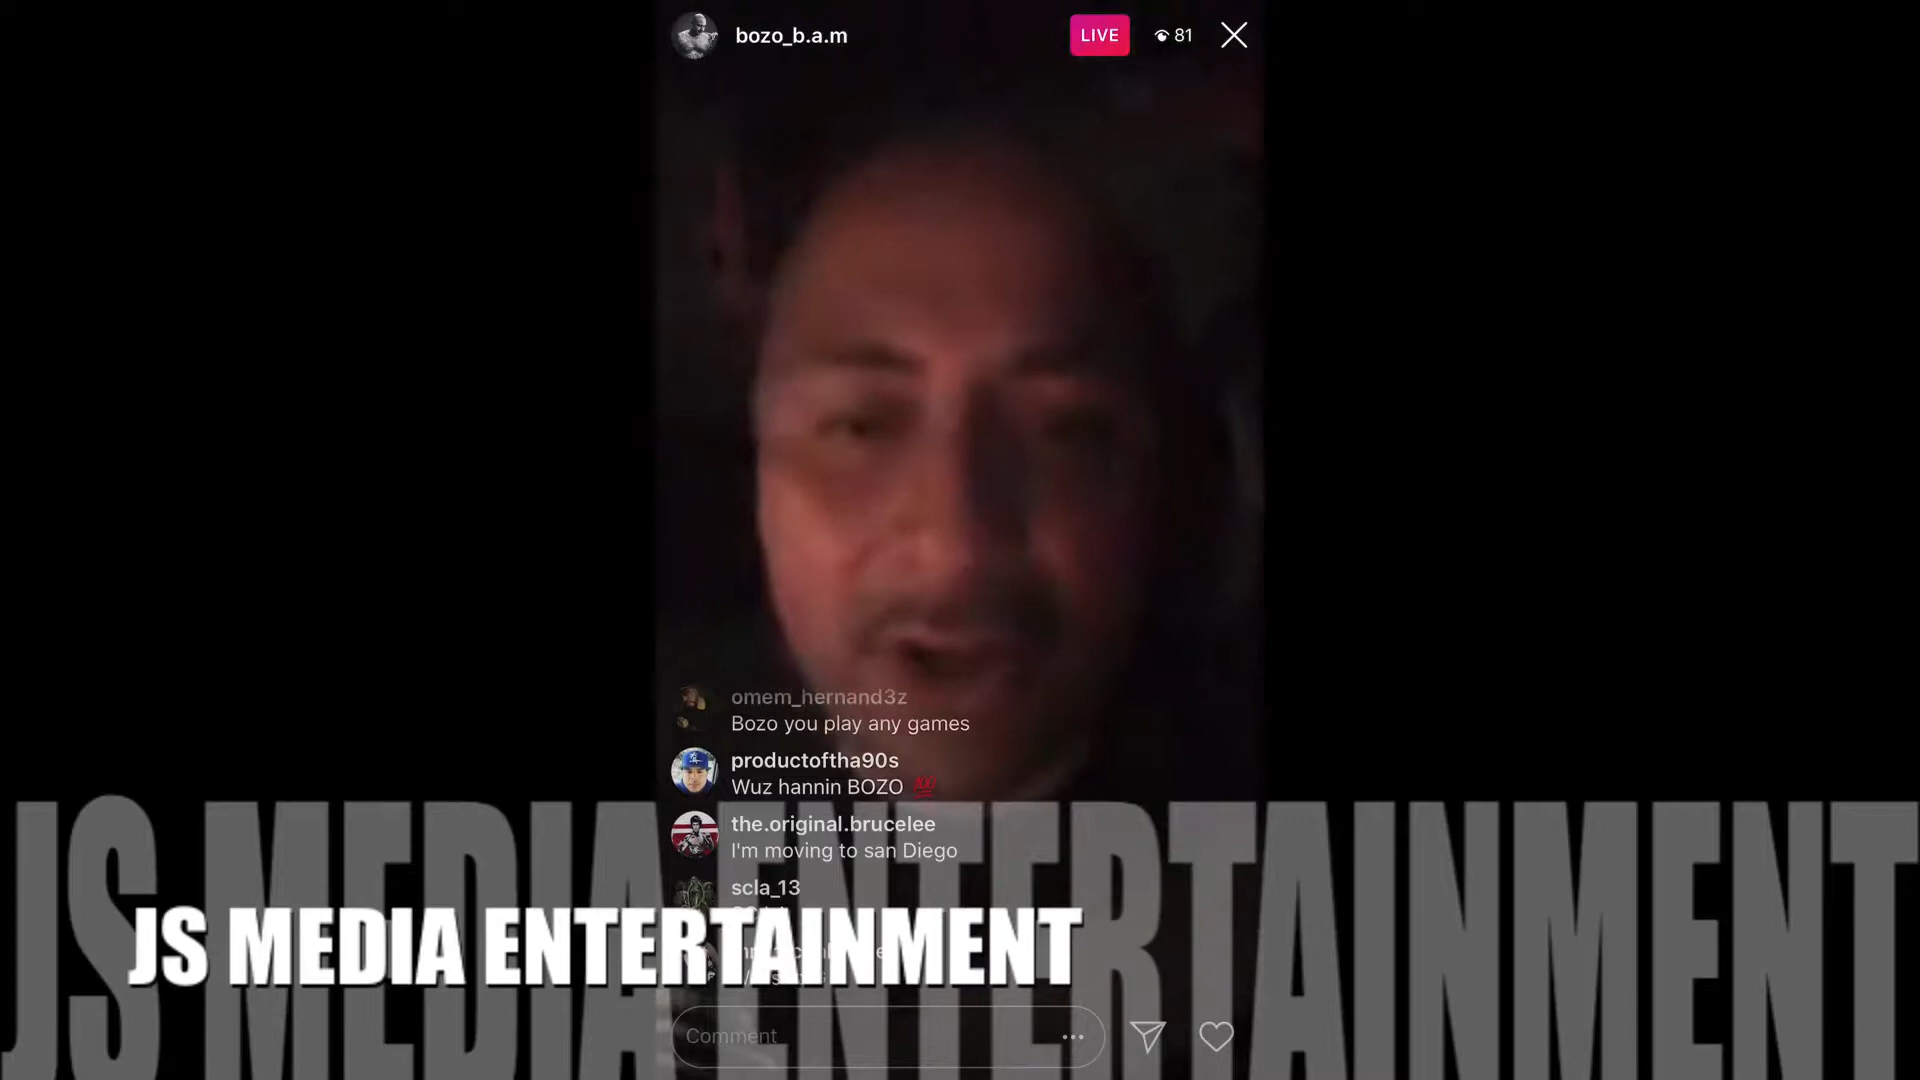 bozo_b.a.m
LIVE
81
omem_hernand3z
Bozo you play any games
productoftha90s
Wuz hannin BOZO 💯
the.original.brucelee
I'm moving to san Diego
scla_13
JS MEDIA ENTERTAINMENT
JS MEDIA ENTERTAINMENT
Comment